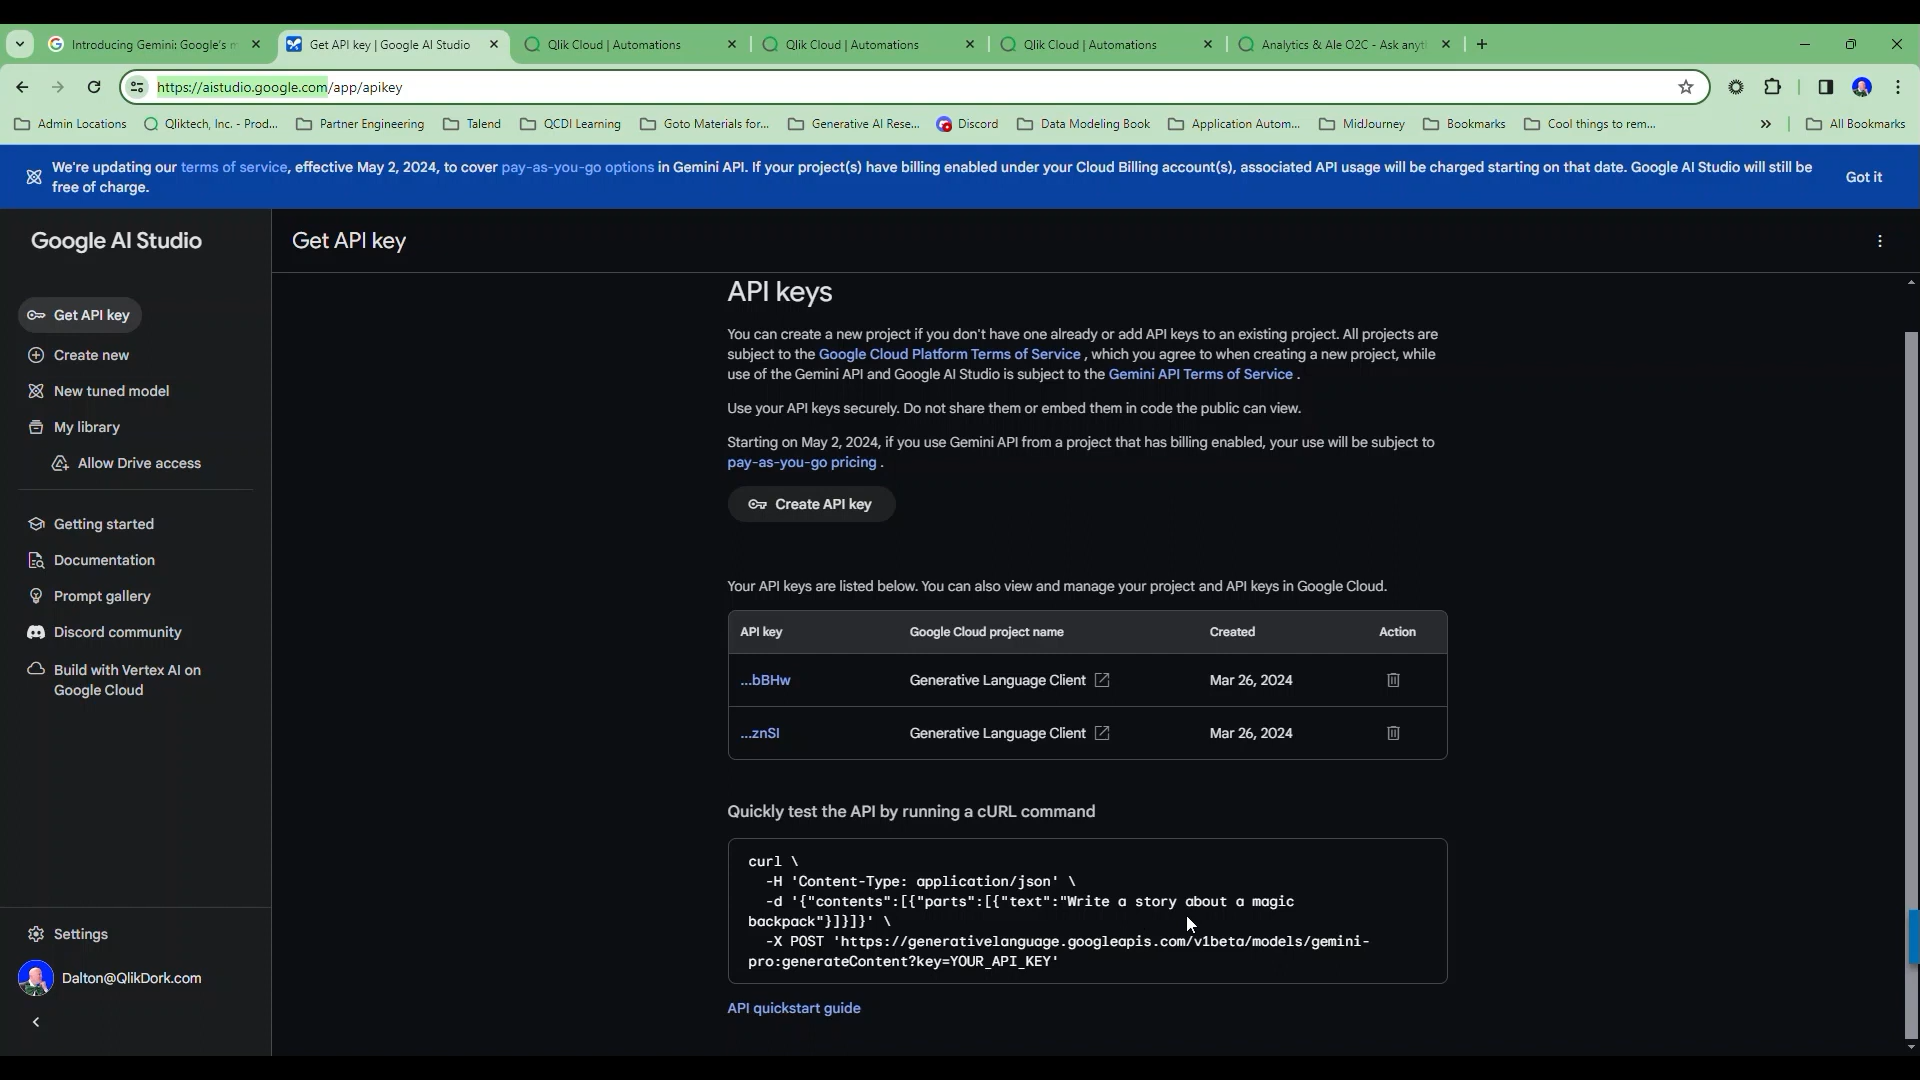 Introducing Gemini: Google's m
Get API key | Google AI Studio
Qlik Cloud | Automations
Qlik Cloud | Automations
Qlik Cloud | Automations
Analytics & Ale O2C - Ask anyt
https://aistudio.google.com/app/apikey
Admin Locations
Qliktech, Inc. - Prod...
Partner Engineering
Talend
QCDI Learning
Goto Materials for...
Generative AI Rese...
Discord
Data Modeling Book
Application Autom...
MidJourney
Bookmarks
Cool things to rem...
All Bookmarks
We're updating our terms of service, effective May 2, 2024, to cover pay-as-you-go options in Gemini API. If your project(s) have billing enabled under your Cloud Billing account(s), associated API usage will be charged starting on that date. Google AI Studio will still be
free of charge.
Got it
Google AI Studio
Get API key
Create new
New tuned model
My library
Allow Drive access
Getting started
Documentation
Prompt gallery
Discord community
Build with Vertex AI on
Google Cloud
Settings
Dalton@QlikDork.com
Get API key
API keys
You can create a new project if you don't have one already or add API keys to an existing project. All projects are
subject to the Google Cloud Platform Terms of Service , which you agree to when creating a new project, while
use of the Gemini API and Google AI Studio is subject to the Gemini API Terms of Service .
Use your API keys securely. Do not share them or embed them in code the public can view.
Starting on May 2, 2024, if you use Gemini API from a project that has billing enabled, your use will be subject to
pay-as-you-go pricing .
Create API key
Your API keys are listed below. You can also view and manage your project and API keys in Google Cloud.
API key Google Cloud project name Created Action
...bBHw Generative Language Client Mar 26, 2024
...znSI Generative Language Client Mar 26, 2024
Quickly test the API by running a cURL command
curl \
-H 'Content-Type: application/json' \
-d '{"contents":[{"parts":[{"text":"Write a story about a magic
backpack"}]}]}' \
-X POST 'https://generativelanguage.googleapis.com/v1beta/models/gemini-
pro:generateContent?key=YOUR_API_KEY'
API quickstart guide